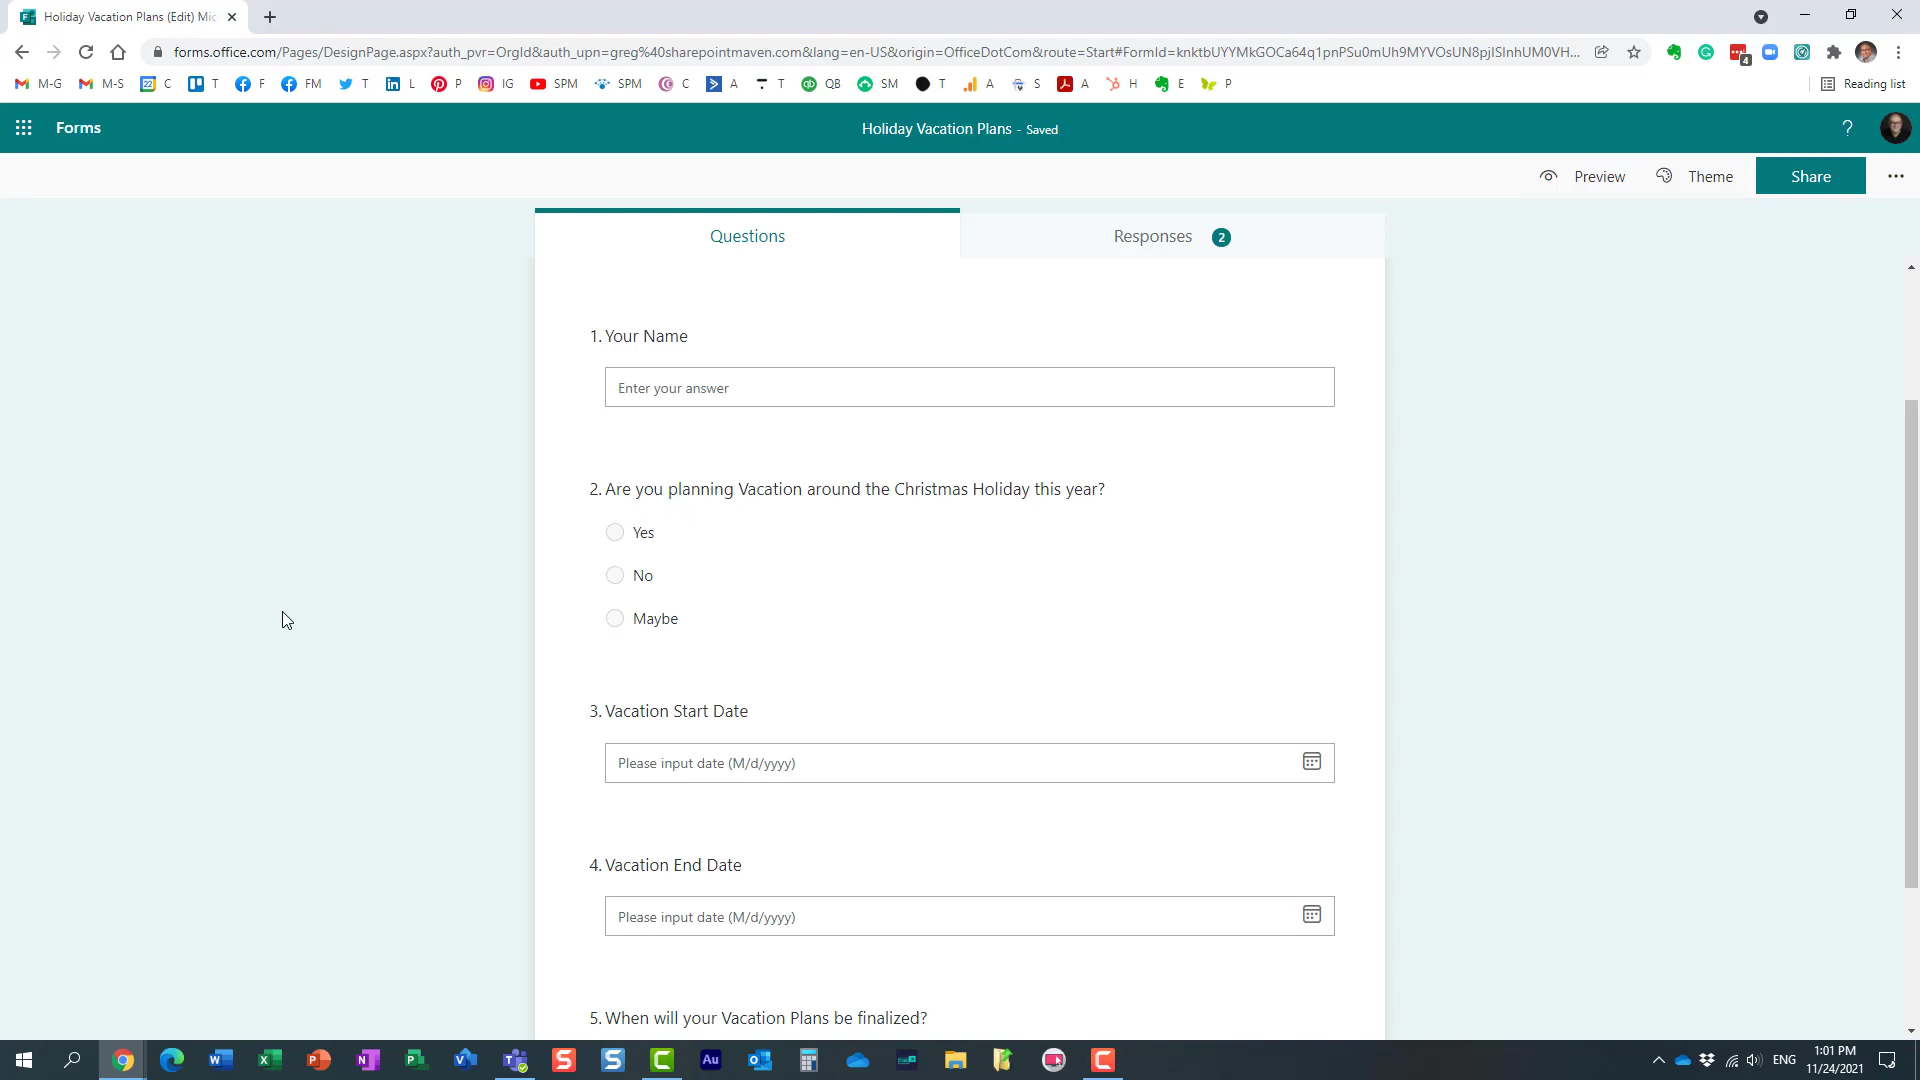 Holiday Vacation Plans (Edit) Mic
forms.office.com/Pages/DesignPage.aspx?auth_pvr=OrgId&auth_upn=greg%40sharepointmaven.com&lang=en-US&origin=OfficeDotCom&route=Start#FormId=knktbUYYMkGOCa64q1pnPSu0mUh9MYVOsUN8pjISlnhUM0VH...
4
M-G M-S 22 C T F FM T L P IG SPM SPM C A T QB SM T A S A H E P Reading list
Forms
Holiday Vacation Plans - Saved
?
Preview Theme Share
Questions
Responses 2
1. Your Name
Enter your answer
2. Are you planning Vacation around the Christmas Holiday this year?
Yes
No
Maybe
3. Vacation Start Date
Please input date (M/d/yyyy)
4. Vacation End Date
Please input date (M/d/yyyy)
5. When will your Vacation Plans be finalized?
ENG
1:01 PM
11/24/2021